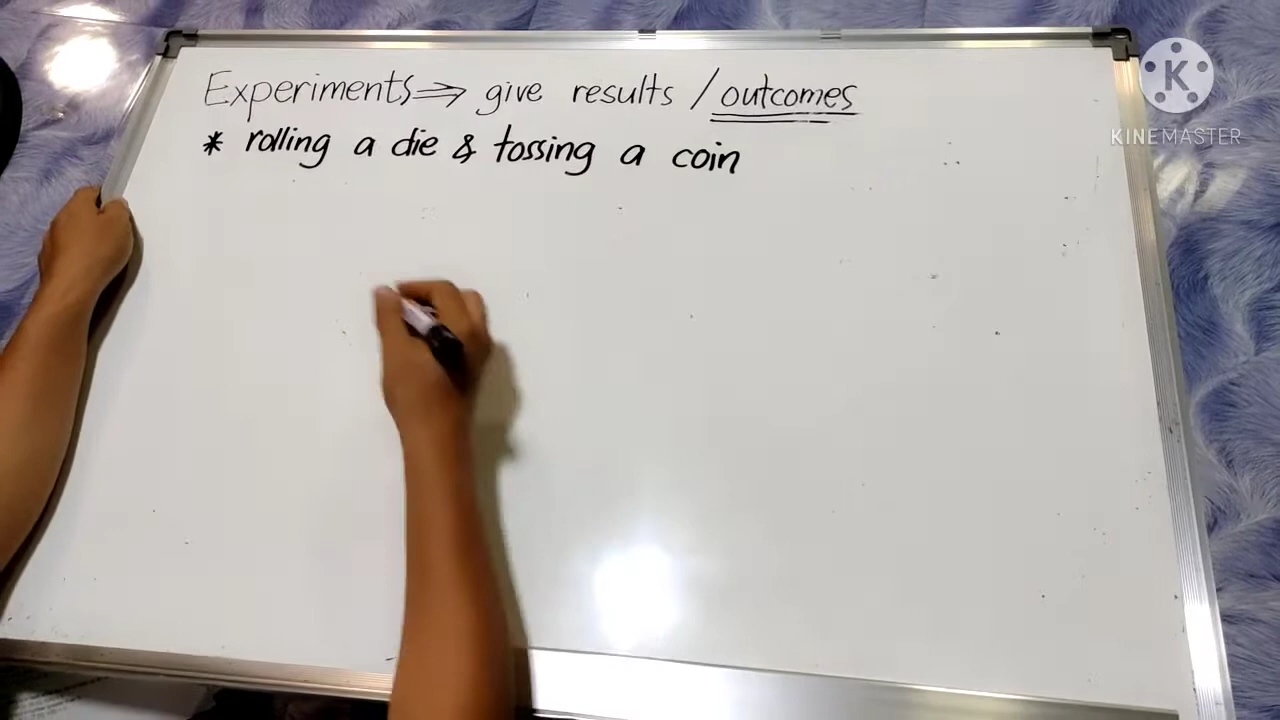 Experiments ⇒ give results / outcomes
* rolling a die & tossing a coin
K
KINEMASTER